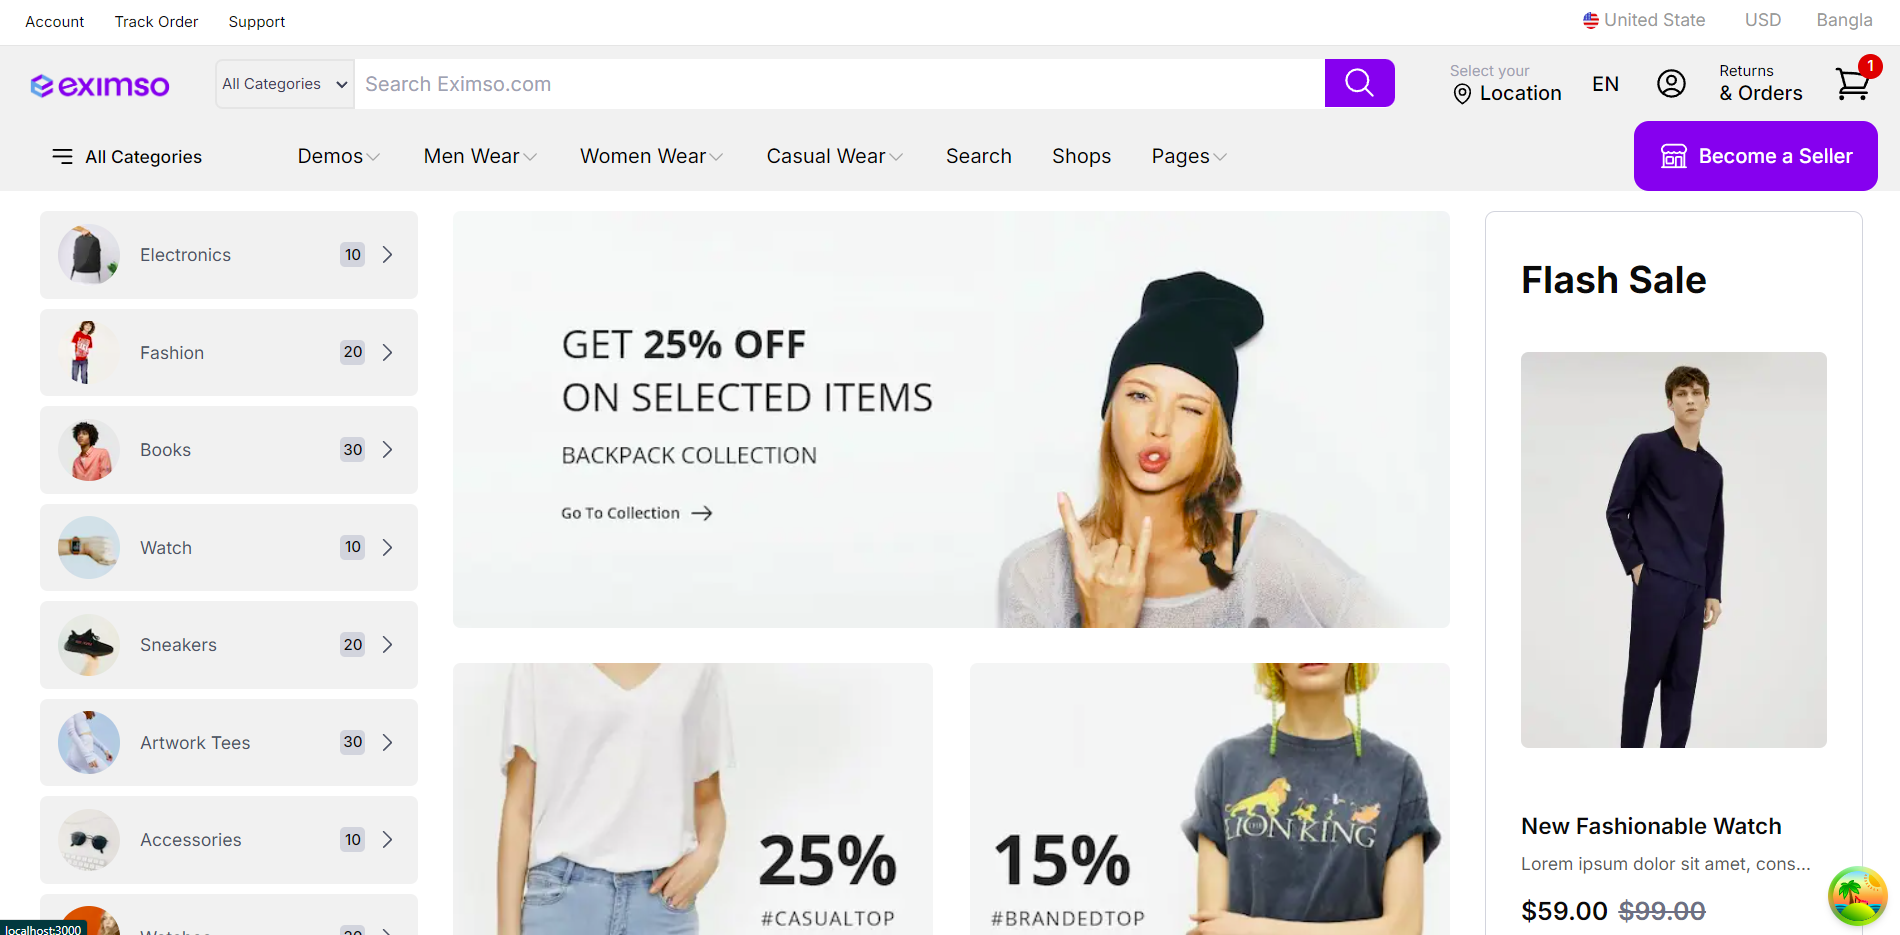 Account Track Order Support United State USD Bangla
eximso All Categories Search Eximso.com Select your Location EN Returns & Orders 1
All Categories Demos Men Wear Women Wear Casual Wear Search Shops Pages Become a Seller
Electronics 10
Fashion 20
Books 30
Watch 10
Sneakers 20
Artwork Tees 30
Accessories 10
localhost:3000
GET 25% OFF
ON SELECTED ITEMS
BACKPACK COLLECTION
Go To Collection
25%
#CASUALTOP
15%
#BRANDEDTOP
THE LION KING
Flash Sale
New Fashionable Watch
Lorem ipsum dolor sit amet, cons...
$59.00 $99.00